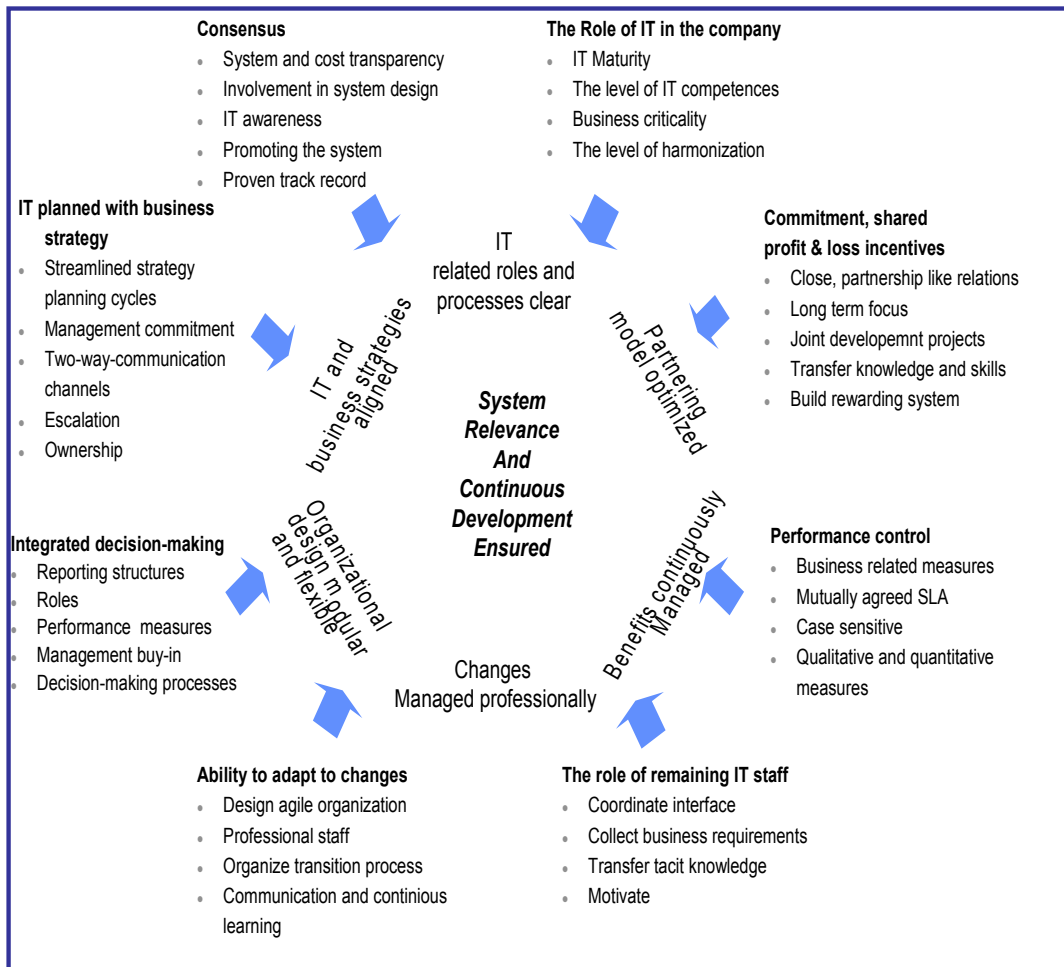 Consensus
System and cost transparency
Involvement in system design
IT awareness
Promoting the system
Proven track record
The Role of IT in the company
IT Maturity
The level of IT competences
Business criticality
The level of harmonization
IT planned with business
strategy
Streamlined strategy
planning cycles
Management commitment
Two-way-communication
channels
Escalation
Ownership
Commitment, shared
profit & loss incentives
Close, partnership like relations
Long term focus
Joint developemnt projects
Transfer knowledge and skills
Build rewarding system
IT
related roles and
processes clear
IT and
business strategies
aligned
Partnering
model optimized
System
Relevance
And
Continuous
Development
Ensured
Organizational
design m odular
and flexible
Benefits continuously
Managed
Changes
Managed professionally
Integrated decision-making
Reporting structures
Roles
Performance measures
Management buy-in
Decision-making processes
Performance control
Business related measures
Mutually agreed SLA
Case sensitive
Qualitative and quantitative
measures
Ability to adapt to changes
Design agile organization
Professional staff
Organize transition process
Communication and continious
learning
The role of remaining IT staff
Coordinate interface
Collect business requirements
Transfer tacit knowledge
Motivate